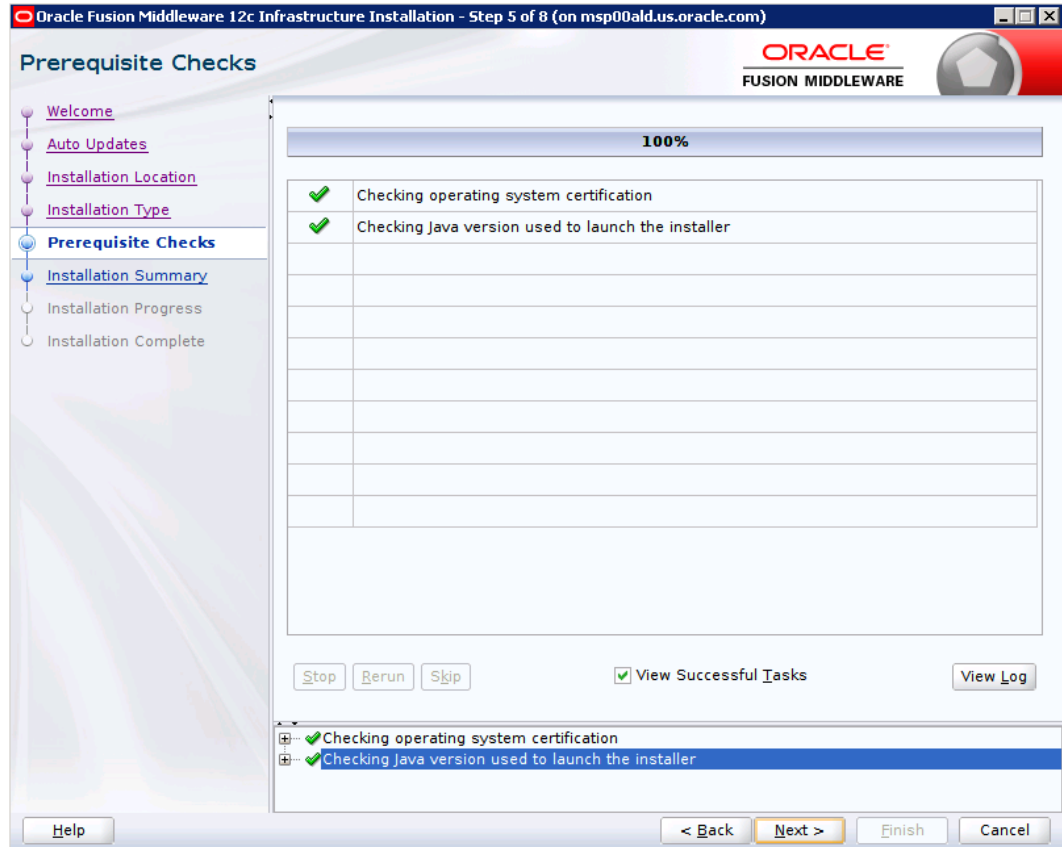 Oracle Fusion Middleware 12c Infrastructure Installation - Step 5 of 8 (on msp00ald.us.oracle.com)
Prerequisite Checks
ORACLE
FUSION MIDDLEWARE
Welcome
Auto Updates
Installation Location
Installation Type
Prerequisite Checks
Installation Summary
Installation Progress
Installation Complete
100%
Checking operating system certification
Checking Java version used to launch the installer
Stop Rerun Skip View Successful Tasks View Log
Checking operating system certification
Checking Java version used to launch the installer
Help < Back Next > Finish Cancel